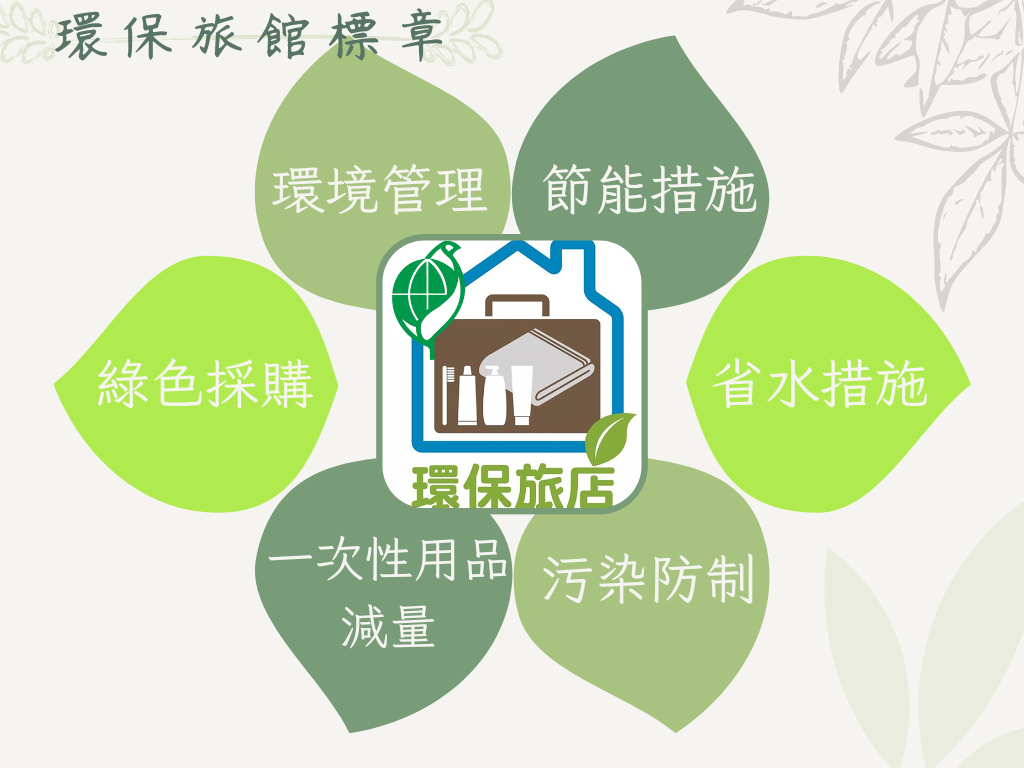 環保旅館標章
環境管理
節能措施
綠色採購
省水措施
環保旅店
一次性用品
減量
污染防制